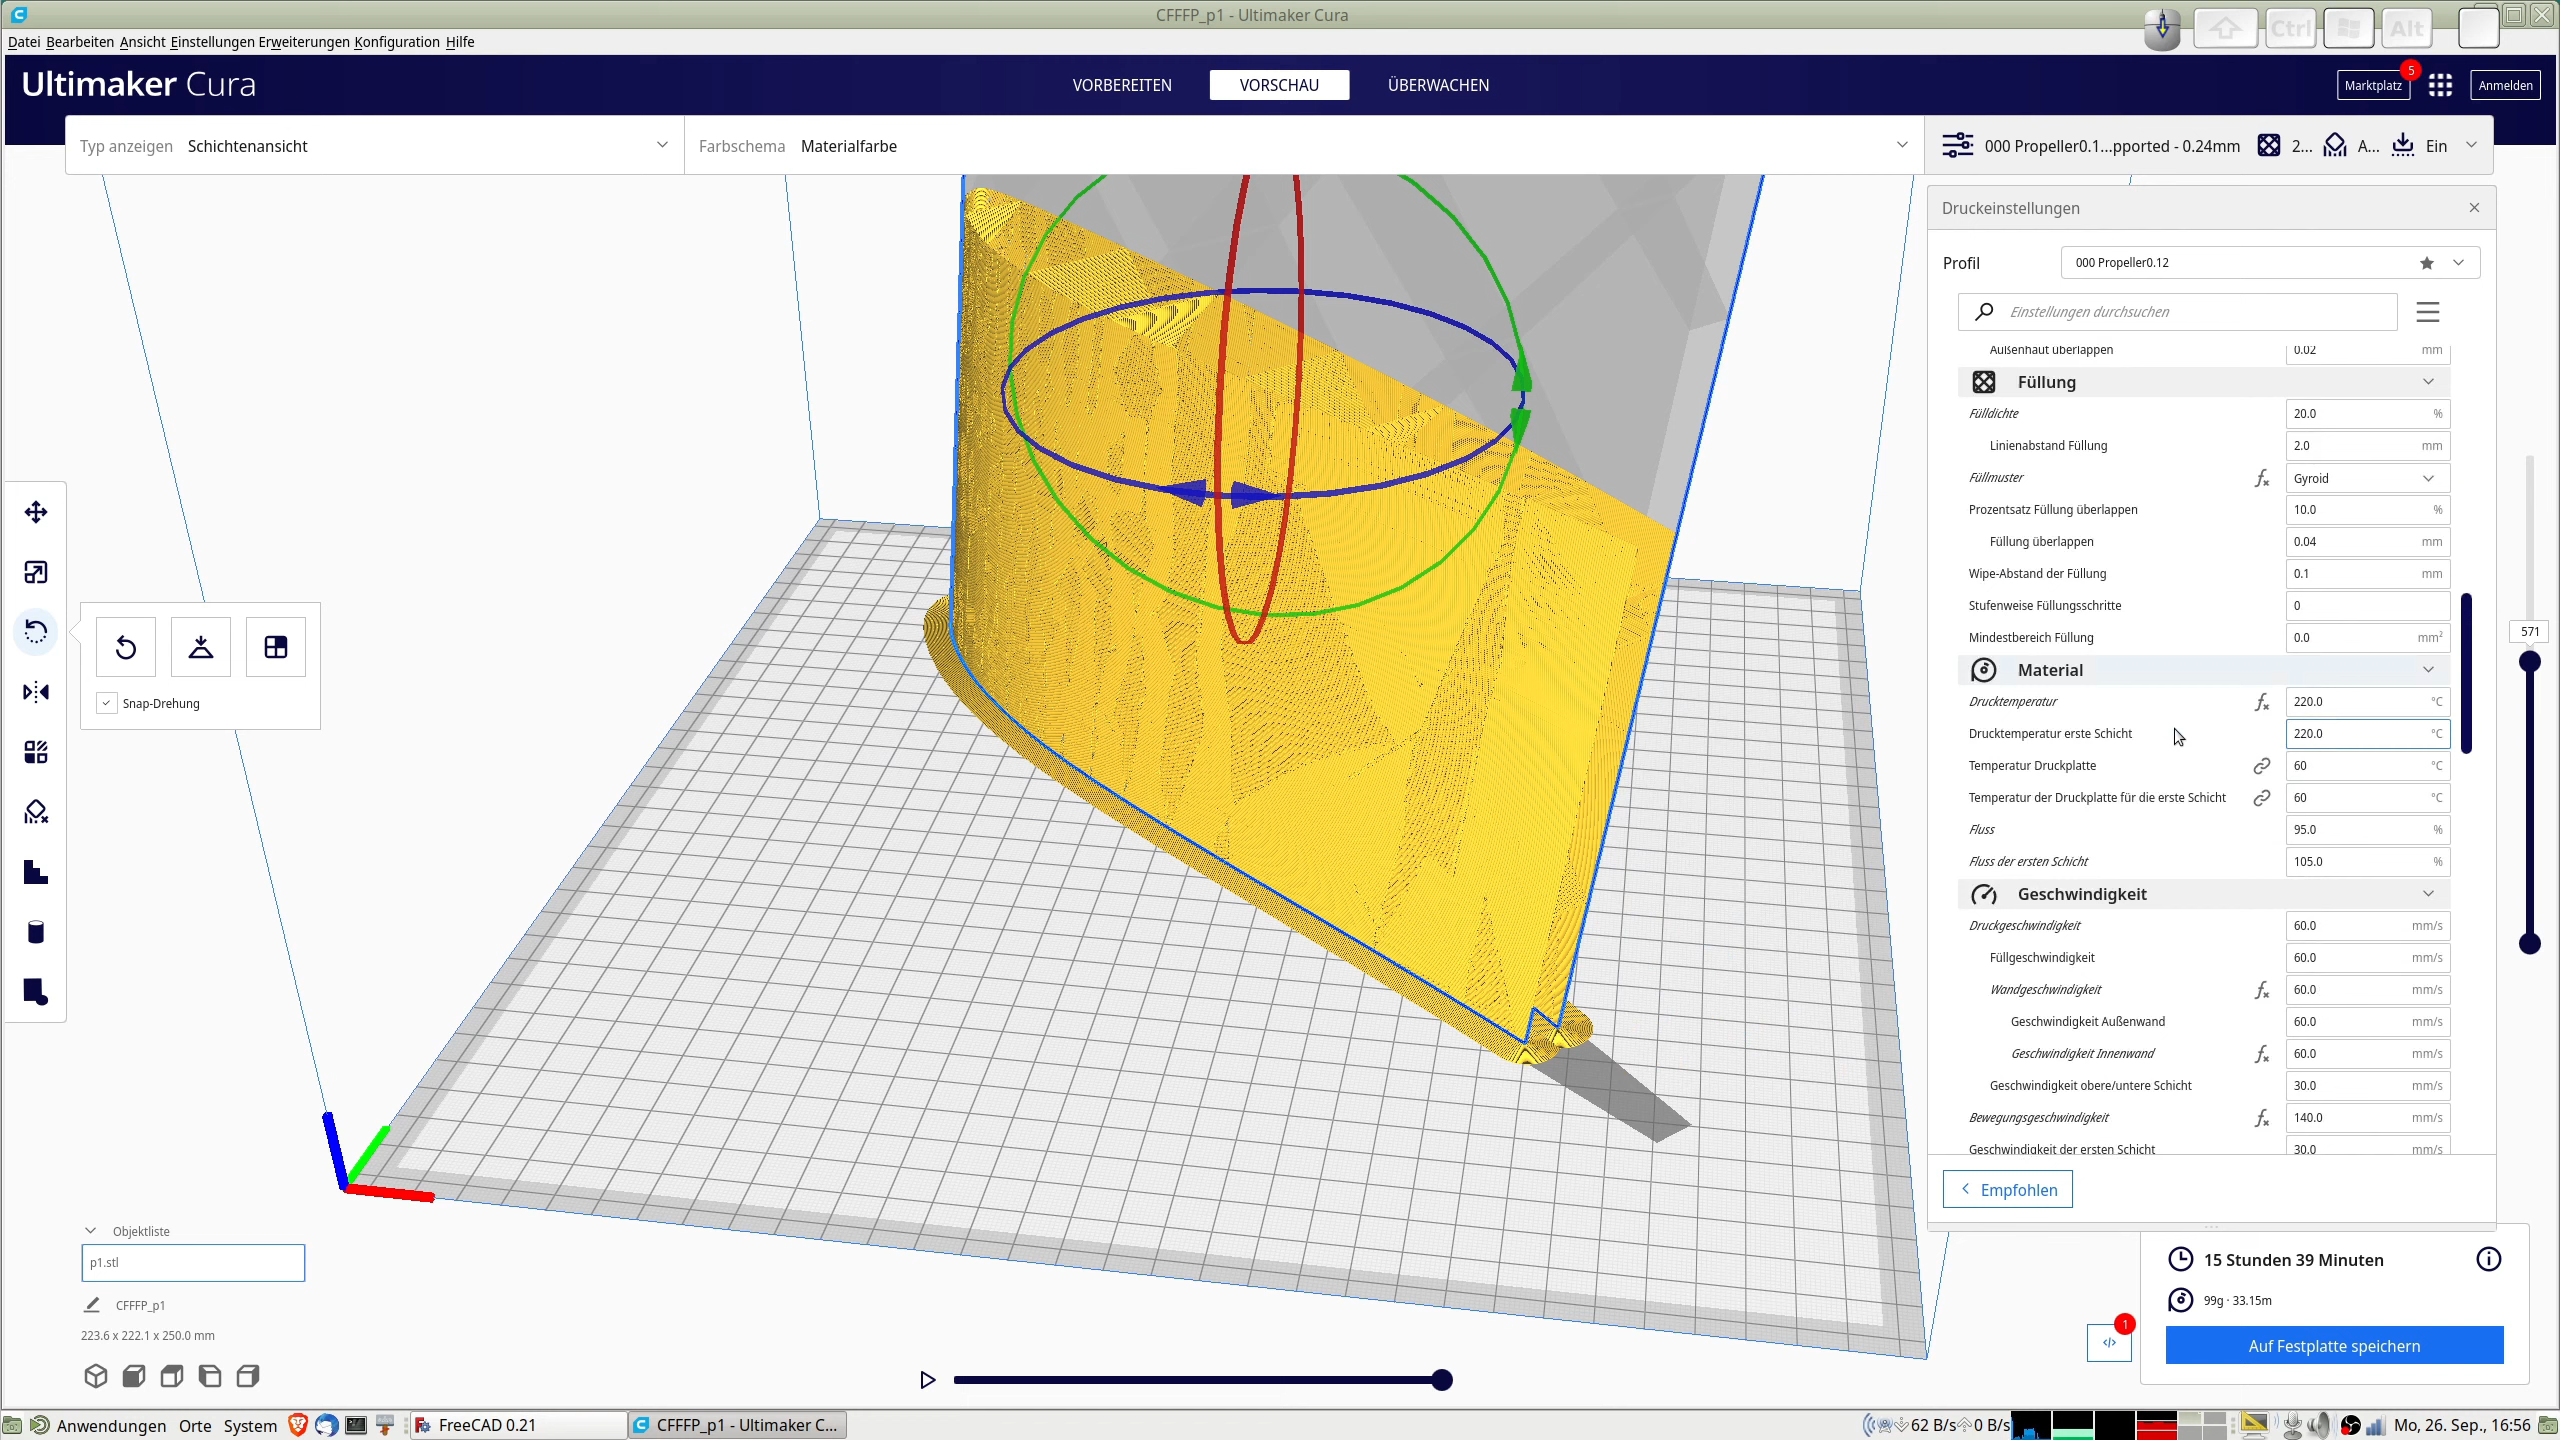 CFFFP_p1 - Ultimaker Cura
Datei Bearbeiten Ansicht Einstellungen Erweiterungen Konfiguration Hilfe
Ctrl
Alt
Ultimaker Cura
VORBEREITEN
VORSCHAU
ÜBERWACHEN
Marktplatz
5
Anmelden
Typ anzeigen Schichtenansicht
Farbschema Materialfarbe
000 Propeller0.1...pported - 0.24mm 2... A... Ein
Druckeinstellungen
Profil 000 Propeller0.12
Einstellungen durchsuchen
Außenhaut überlappen 0.02 mm
Füllung
Fülldichte 20.0 %
Linienabstand Füllung 2.0 mm
Füllmuster Gyroid
Prozentsatz Füllung überlappen 10.0 %
Füllung überlappen 0.04 mm
Wipe-Abstand der Füllung 0.1 mm
Stufenweise Füllungsschritte 0
Mindestbereich Füllung 0.0 mm²
Material
Drucktemperatur 220.0 °C
Drucktemperatur erste Schicht 220.0 °C
Temperatur Druckplatte 60 °C
Temperatur der Druckplatte für die erste Schicht 60 °C
Fluss 95.0 %
Fluss der ersten Schicht 105.0 %
Geschwindigkeit
Druckgeschwindigkeit 60.0 mm/s
Füllgeschwindigkeit 60.0 mm/s
Wandgeschwindigkeit 60.0 mm/s
Geschwindigkeit Außenwand 60.0 mm/s
Geschwindigkeit Innenwand 60.0 mm/s
Geschwindigkeit obere/untere Schicht 30.0 mm/s
Bewegungsgeschwindigkeit 140.0 mm/s
Geschwindigkeit der ersten Schicht 30.0 mm/s
Empfohlen
571
Snap-Drehung
Objektliste
p1.stl
CFFFP_p1
223.6 x 222.1 x 250.0 mm
1
15 Stunden 39 Minuten
99g · 33.15m
Auf Festplatte speichern
Anwendungen Orte System FreeCAD 0.21 CFFFP_p1 - Ultimaker C... 62 B/s 0 B/s Mo, 26. Sep., 16:56